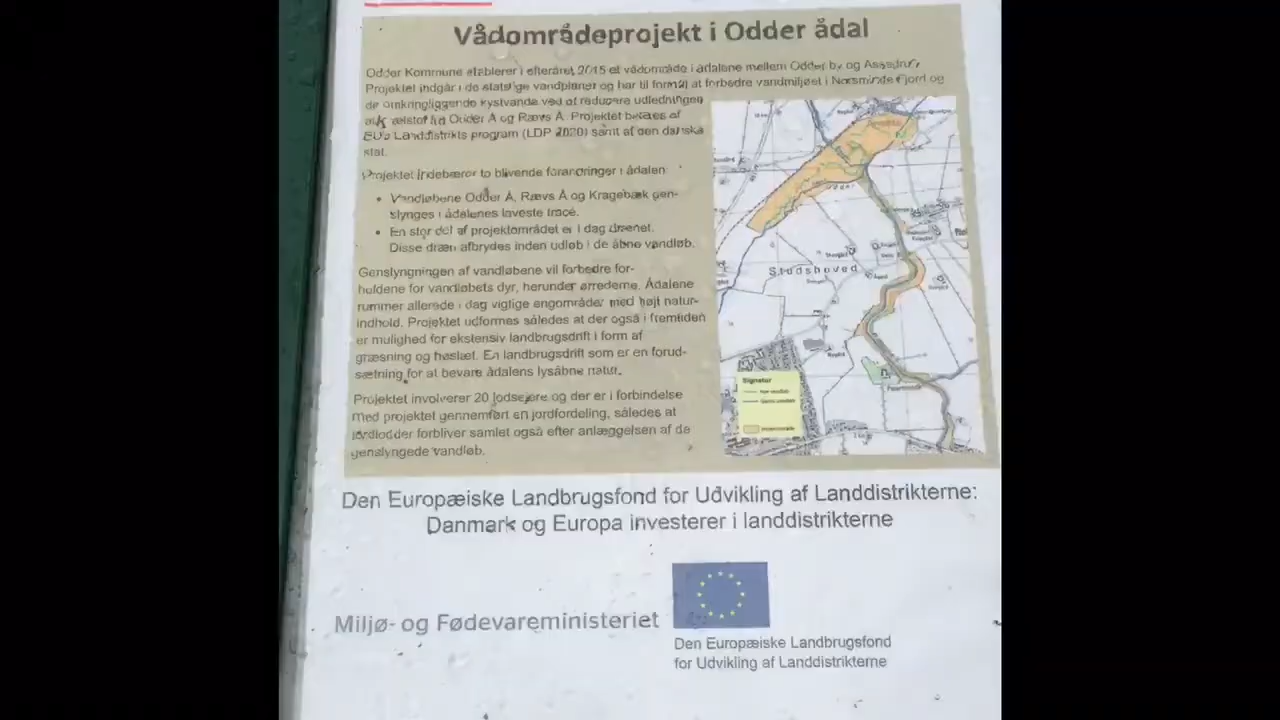 Vådområdeprojekt i Odder ådal
Odder Kommune etablerer i efteråret 2015 et vådområde i ådalene mellem Odder by og Assedrup.
Projektet indgår i de statslige vandplaner og har til formål at forbedre vandmiljøet i Norsminde Fjord og
de omkringliggende kystvande ved at reducere udledningen
af kvælstof fra Odder Å og Rævs Å. Projektet betales af
EU's Landdistrikts program (LDP 2020) samt af den danske
stat.
Projektet indebærer to blivende forandringer i ådalen:
• Vandløbene Odder Å, Rævs Å og Kragebæk gen-
slynges i ådalenes laveste tracé.
• En stor del af projektområdet er i dag drænet.
Disse dræn afbrydes inden udløb i de åbne vandløb.
Genslyngningen af vandløbene vil forbedre for-
holdene for vandløbets dyr, herunder ørrederne. Ådalene
rummer allerede i dag vigtige engområder med højt natur-
indhold. Projektet udformes således at der også i fremtiden
er mulighed for ekstensiv landbrugsdrift i form af
græsning og høslæt. En landbrugsdrift som er en forud-
sætning for at bevare ådalens lysåbne natur.
Projektet involverer 20 lodsejere og der er i forbindelse
med projektet gennemført en jordfordeling, således at
jordlodder forbliver samlet også efter anlæggelsen af de
genslyngede vandløb.
Studshoved
Signatur
Den Europæiske Landbrugsfond for Udvikling af Landdistrikterne:
Danmark og Europa investerer i landdistrikterne
Miljø- og Fødevareministeriet
Den Europæiske Landbrugsfond
for Udvikling af Landdistrikterne